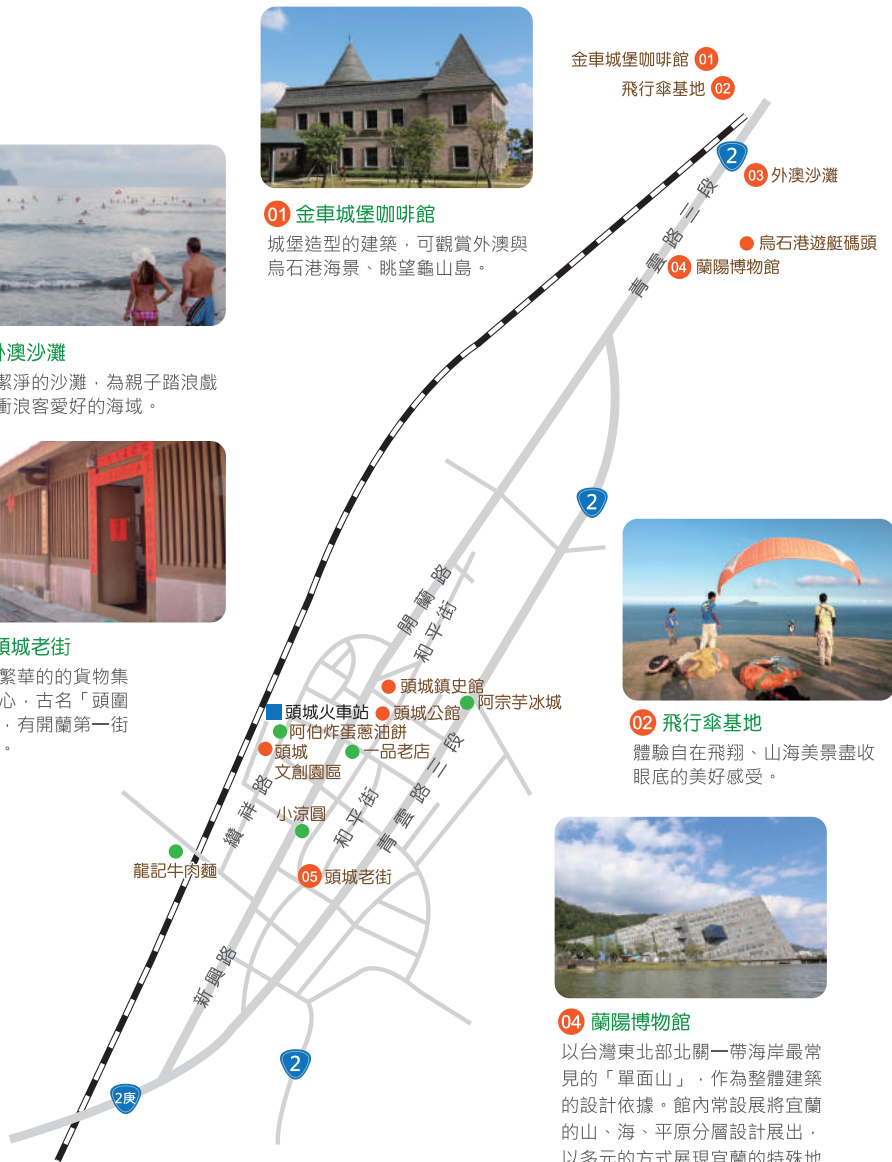 01 金車城堡咖啡館
城堡造型的建築，可觀賞外澳與
烏石港海景、眺望龜山島。
外澳沙灘
潔淨的沙灘，為親子踏浪戲
衝浪客愛好的海域。
頭城老街
繁華的的貨物集
心，古名「頭圍
，有開蘭第一街
。
金車城堡咖啡館 01
飛行傘基地 02
2
03 外澳沙灘
青雲路三段
烏石港遊艇碼頭
04 蘭陽博物館
2
開蘭路
和平街
頭城鎮史館
頭城火車站
頭城公館
阿宗芋冰城
阿伯炸蛋蔥油餅
頭城
文創園區
一品老店
青雲路三段
纘祥路
和平街
小涼圓
龍記牛肉麵
05 頭城老街
新興路
2
2庚
02 飛行傘基地
體驗自在飛翔、山海美景盡收
眼底的美好感受。
04 蘭陽博物館
以台灣東北部北關一帶海岸最常
見的「單面山」，作為整體建築
的設計依據。館內常設展將宜蘭
的山、海、平原分層設計展出，
以多元的方式展現宜蘭的特殊地